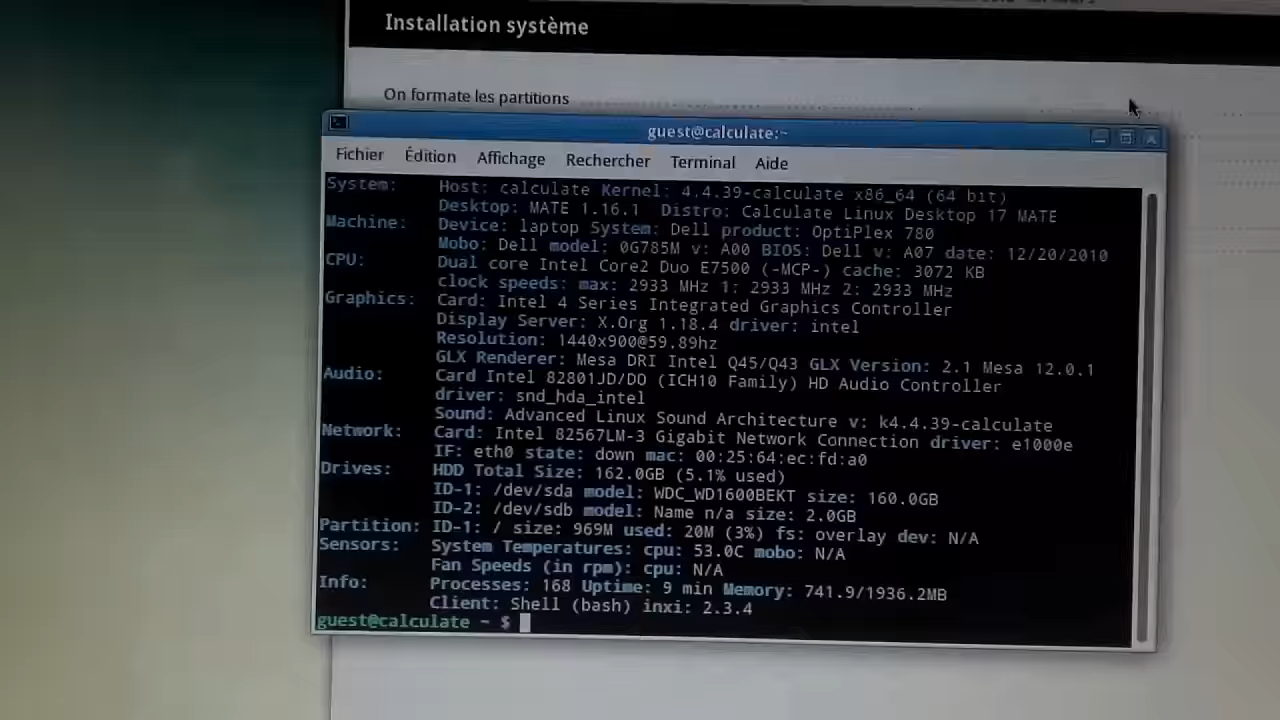 Installation système
On formate les partitions
guest@calculate:~
Fichier Édition Affichage Rechercher Terminal Aide
System: Host: calculate Kernel: 4.4.39-calculate x86_64 (64 bit)
Desktop: MATE 1.16.1 Distro: Calculate Linux Desktop 17 MATE
Machine: Device: laptop System: Dell product: OptiPlex 780
Mobo: Dell model: 0G785M v: A00 BIOS: Dell v: A07 date: 12/20/2010
CPU: Dual core Intel Core2 Duo E7500 (-MCP-) cache: 3072 KB
clock speeds: max: 2933 MHz 1: 2933 MHz 2: 2933 MHz
Graphics: Card: Intel 4 Series Integrated Graphics Controller
Display Server: X.Org 1.18.4 driver: intel
Resolution: 1440x900@59.89hz
GLX Renderer: Mesa DRI Intel Q45/Q43 GLX Version: 2.1 Mesa 12.0.1
Audio: Card Intel 82801JD/DO (ICH10 Family) HD Audio Controller
driver: snd_hda_intel
Sound: Advanced Linux Sound Architecture v: k4.4.39-calculate
Network: Card: Intel 82567LM-3 Gigabit Network Connection driver: e1000e
IF: eth0 state: down mac: 00:25:64:ec:fd:a0
Drives: HDD Total Size: 162.0GB (5.1% used)
ID-1: /dev/sda model: WDC_WD1600BEKT size: 160.0GB
ID-2: /dev/sdb model: Name n/a size: 2.0GB
Partition: ID-1: / size: 969M used: 20M (3%) fs: overlay dev: N/A
Sensors: System Temperatures: cpu: 53.0C mobo: N/A
Fan Speeds (in rpm): cpu: N/A
Info: Processes: 168 Uptime: 9 min Memory: 741.9/1936.2MB
Client: Shell (bash) inxi: 2.3.4
guest@calculate ~ $